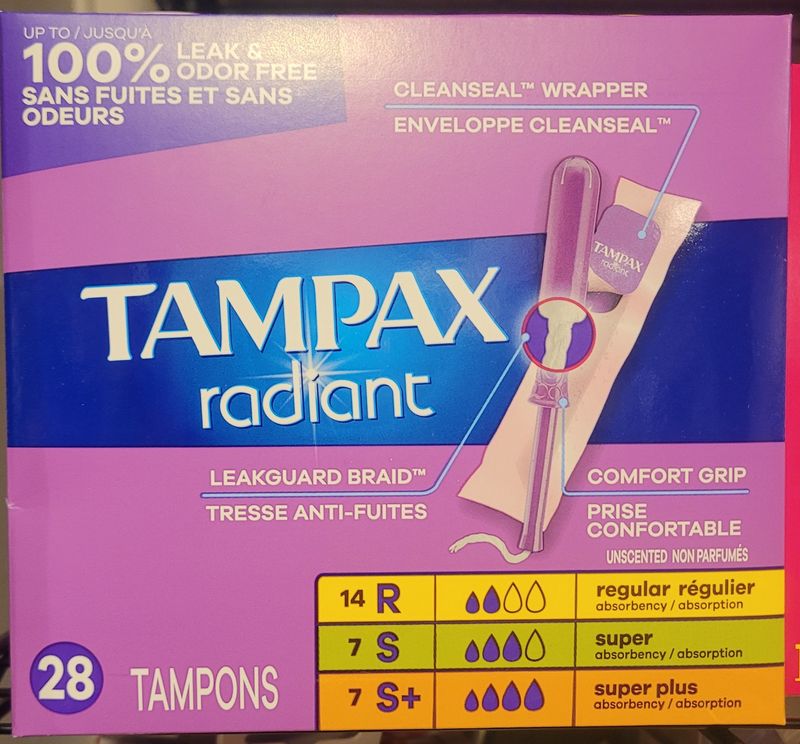 UP TO / JUSQU'À
100% LEAK &
ODOR FREE
SANS FUITES ET SANS
ODEURS
CLEANSEAL™ WRAPPER
ENVELOPPE CLEANSEAL™
TAMPAX
radiant
TAMPAX
radiant
LEAKGUARD BRAID™
TRESSE ANTI-FUITES
COMFORT GRIP
PRISE
CONFORTABLE
UNSCENTED NON PARFUMÉS
14 R regular régulier
absorbency / absorption
7 S super
absorbency / absorption
7 S+ super plus
absorbency / absorption
28 TAMPONS